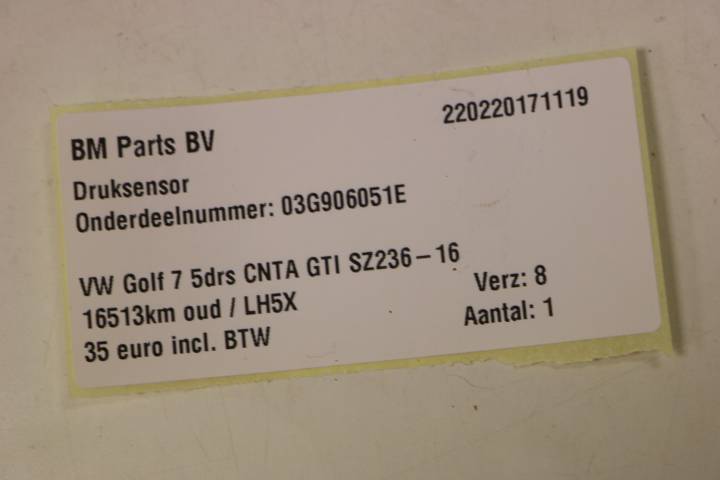 BM Parts BV
220220171119
Druksensor
Onderdeelnummer: 03G906051E
VW Golf 7 5drs CNTA GTI SZ236-16
16513km oud / LH5X
Verz: 8
35 euro incl. BTW
Aantal: 1